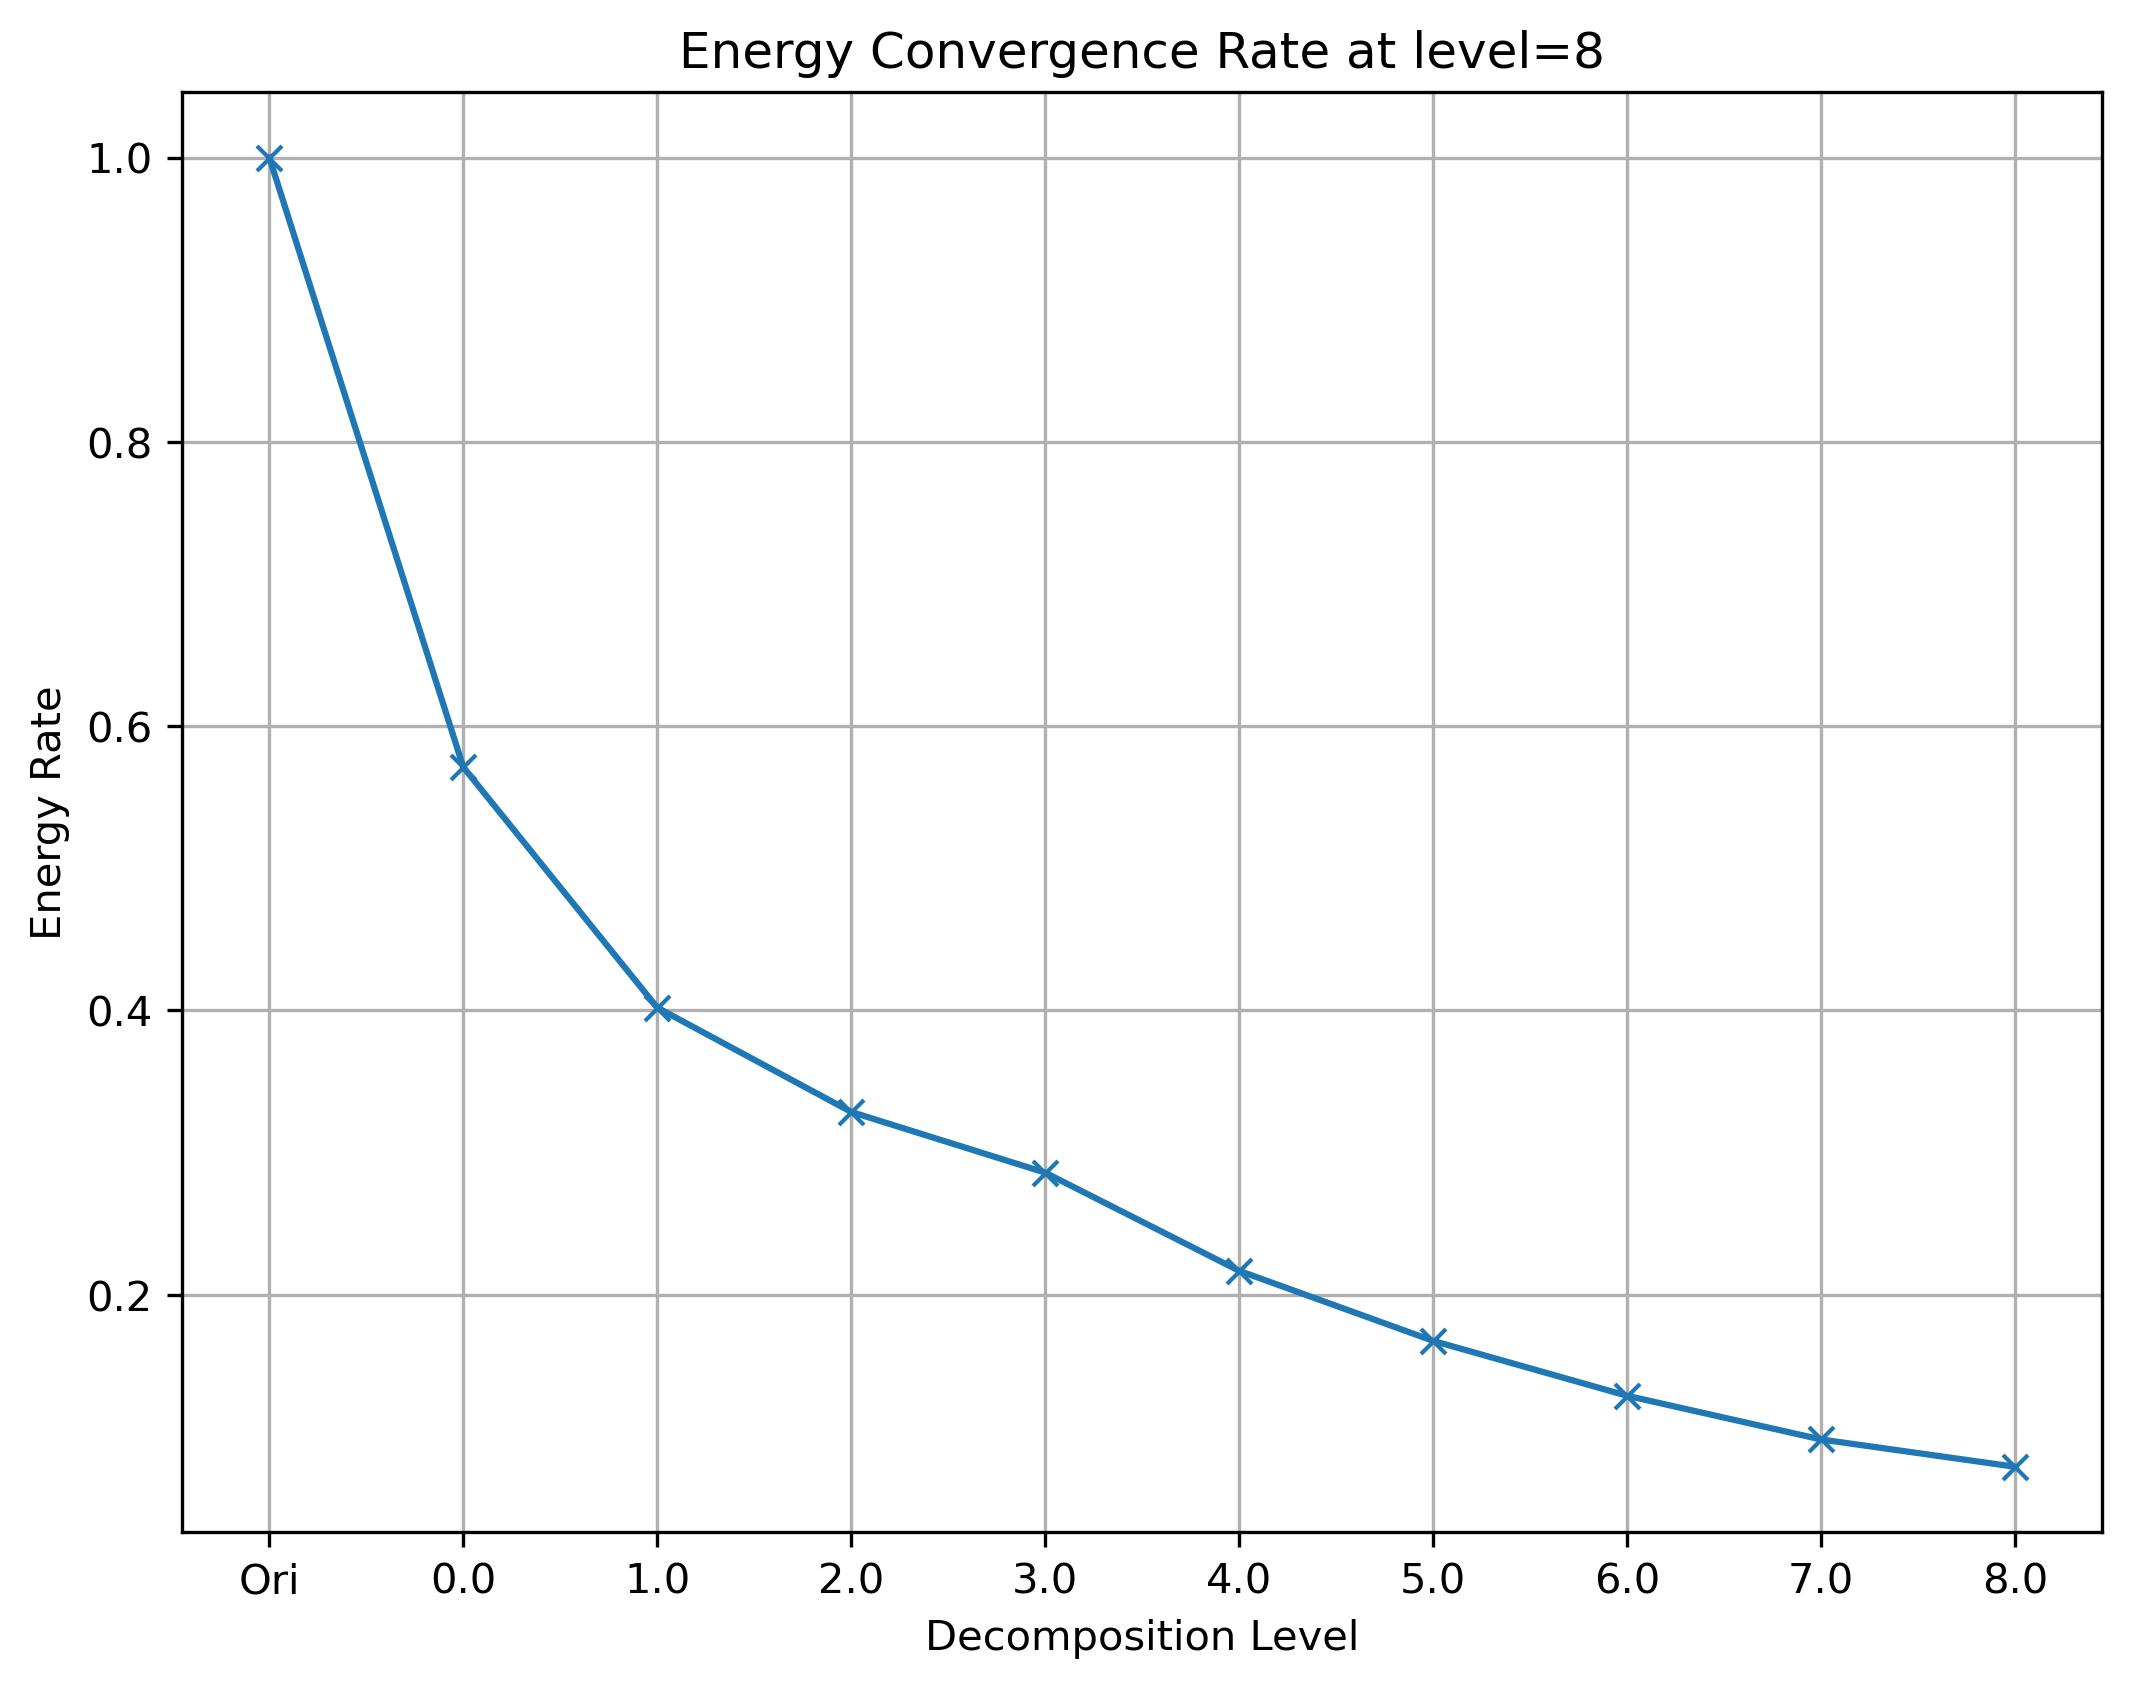 Energy Convergence Rate at level=8
1.0
0.8
0.6
0.4
0.2
Energy Rate
Ori 0.0 1.0 2.0 3.0 4.0 5.0 6.0 7.0 8.0
Decomposition Level